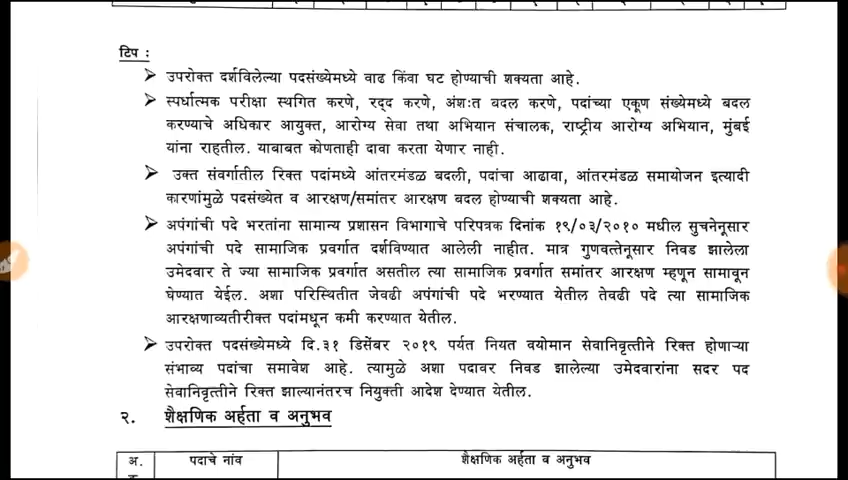 टिप :
➢ उपरोक्त दर्शविलेल्या पदसंख्येमध्ये वाढ किंवा घट होण्याची शक्यता आहे.
➢ स्पर्धात्मक परीक्षा स्थगित करणे, रद्द करणे, अंशःत बदल करणे, पदांच्या एकूण संख्येमध्ये बदल
करण्याचे अधिकार आयुक्त, आरोग्य सेवा तथा अभियान संचालक, राष्ट्रीय आरोग्य अभियान, मुंबई
यांना राहतील. याबाबत कोणताही दावा करता येणार नाही.
➢ उक्त संवर्गातील रिक्त पदांमध्ये आंतरमंडळ बदली, पदांचा आढावा, आंतरमंडळ समायोजन इत्यादी
कारणांमुळे पदसंख्येत व आरक्षण/समांतर आरक्षण बदल होण्याची शक्यता आहे.
➢ अपंगांची पदे भरतांना सामान्य प्रशासन विभागाचे परिपत्रक दिनांक १९/०३/२०१० मधील सुचनेनूसार
अपंगांची पदे सामाजिक प्रवर्गात दर्शविण्यात आलेली नाहीत. मात्र गुणवत्तेनूसार निवड झालेला
उमेदवार ते ज्या सामाजिक प्रवर्गात असतील त्या सामाजिक प्रवर्गात समांतर आरक्षण म्हणून सामावून
घेण्यात येईल. अशा परिस्थितीत जेवढी अपंगांची पदे भरण्यात येतील तेवढी पदे त्या सामाजिक
आरक्षणाव्यतीरीक्त पदांमधून कमी करण्यात येतील.
➢ उपरोक्त पदसंख्येमध्ये दि.३१ डिसेंबर २०१९ पर्यत नियत वयोमान सेवानिवृत्तीने रिक्त होणाऱ्या
संभाव्य पदांचा समावेश आहे. त्यामुळे अशा पदावर निवड झालेल्या उमेदवारांना सदर पद
सेवानिवृत्तीने रिक्त झाल्यानंतरच नियुक्ती आदेश देण्यात येतील.
२. शैक्षणिक अर्हता व अनुभव
अ. पदाचे नांव शैक्षणिक अर्हता व अनुभव